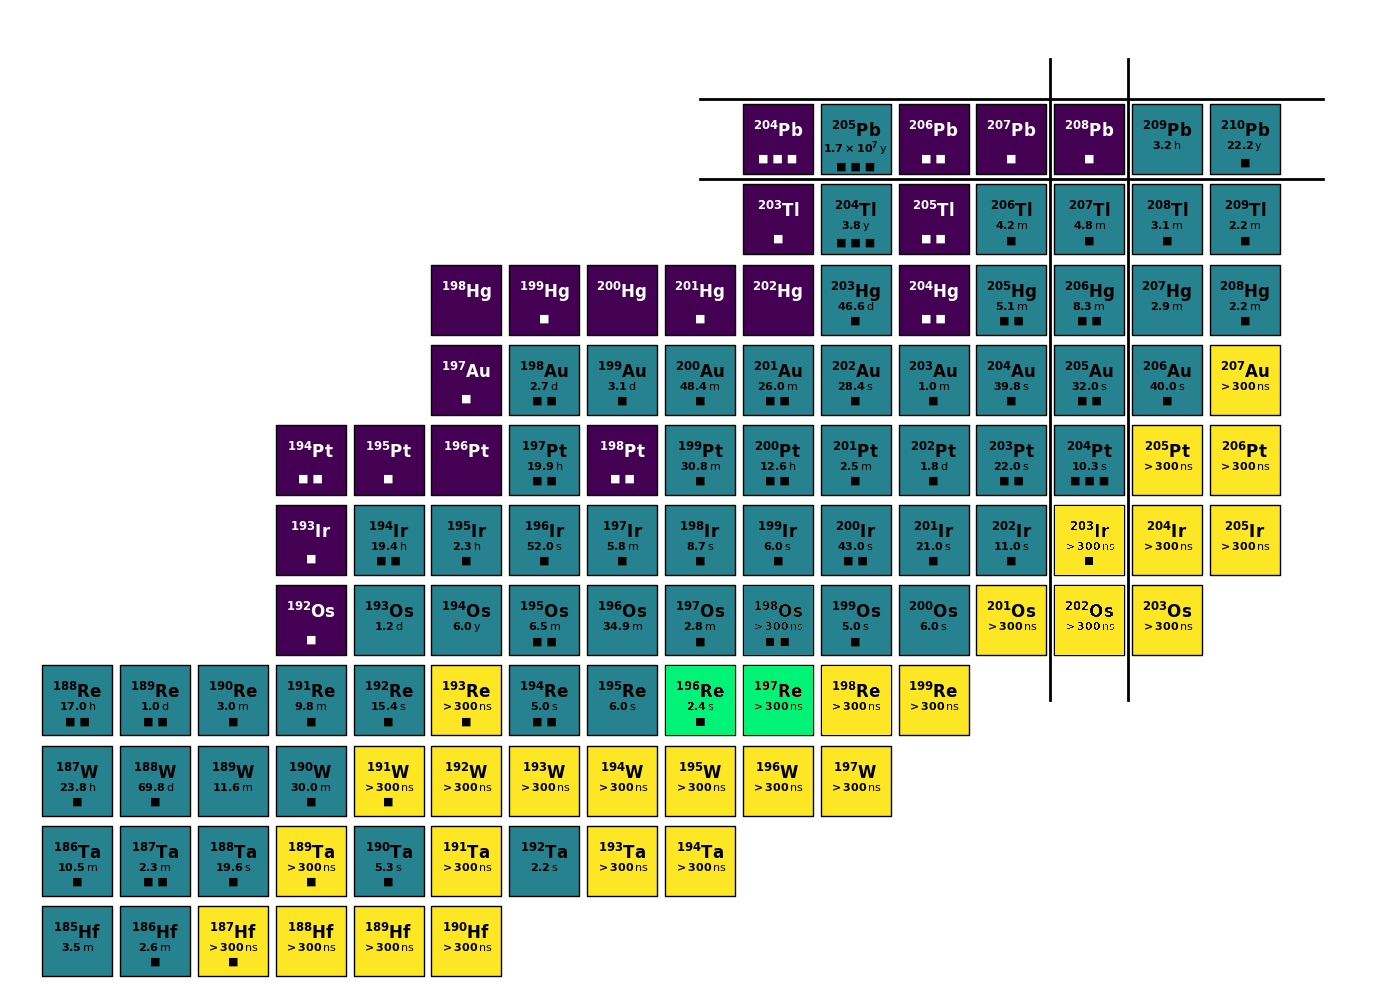 ²⁰⁴Pb ²⁰⁵Pb ²⁰⁶Pb ²⁰⁷Pb ²⁰⁸Pb ²⁰⁹Pb ²¹⁰Pb
1.7 × 10⁷ y 3.2 h 22.2 y
²⁰³Tl ²⁰⁴Tl ²⁰⁵Tl ²⁰⁶Tl ²⁰⁷Tl ²⁰⁸Tl ²⁰⁹Tl
3.8 y 4.2 m 4.8 m 3.1 m 2.2 m
¹⁹⁸Hg ¹⁹⁹Hg ²⁰⁰Hg ²⁰¹Hg ²⁰²Hg ²⁰³Hg ²⁰⁴Hg ²⁰⁵Hg ²⁰⁶Hg ²⁰⁷Hg ²⁰⁸Hg
46.6 d 5.1 m 8.3 m 2.9 m 2.2 m
¹⁹⁷Au ¹⁹⁸Au ¹⁹⁹Au ²⁰⁰Au ²⁰¹Au ²⁰²Au ²⁰³Au ²⁰⁴Au ²⁰⁵Au ²⁰⁶Au ²⁰⁷Au
2.7 d 3.1 d 48.4 m 26.0 m 28.4 s 1.0 m 39.8 s 32.0 s 40.0 s > 300 ns
¹⁹⁴Pt ¹⁹⁵Pt ¹⁹⁶Pt ¹⁹⁷Pt ¹⁹⁸Pt ¹⁹⁹Pt ²⁰⁰Pt ²⁰¹Pt ²⁰²Pt ²⁰³Pt ²⁰⁴Pt ²⁰⁵Pt ²⁰⁶Pt
19.9 h 30.8 m 12.6 h 2.5 m 1.8 d 22.0 s 10.3 s > 300 ns > 300 ns
¹⁹³Ir ¹⁹⁴Ir ¹⁹⁵Ir ¹⁹⁶Ir ¹⁹⁷Ir ¹⁹⁸Ir ¹⁹⁹Ir ²⁰⁰Ir ²⁰¹Ir ²⁰²Ir ²⁰³Ir ²⁰⁴Ir ²⁰⁵Ir
19.4 h 2.3 h 52.0 s 5.8 m 8.7 s 6.0 s 43.0 s 21.0 s 11.0 s > 300 ns > 300 ns > 300 ns
¹⁹²Os ¹⁹³Os ¹⁹⁴Os ¹⁹⁵Os ¹⁹⁶Os ¹⁹⁷Os ¹⁹⁸Os ¹⁹⁹Os ²⁰⁰Os ²⁰¹Os ²⁰²Os ²⁰³Os
1.2 d 6.0 y 6.5 m 34.9 m 2.8 m > 300 ns 5.0 s 6.0 s > 300 ns > 300 ns > 300 ns
¹⁸⁸Re ¹⁸⁹Re ¹⁹⁰Re ¹⁹¹Re ¹⁹²Re ¹⁹³Re ¹⁹⁴Re ¹⁹⁵Re ¹⁹⁶Re ¹⁹⁷Re ¹⁹⁸Re ¹⁹⁹Re
17.0 h 1.0 d 3.0 m 9.8 m 15.4 s > 300 ns 5.0 s 6.0 s 2.4 s > 300 ns > 300 ns > 300 ns
¹⁸⁷W ¹⁸⁸W ¹⁸⁹W ¹⁹⁰W ¹⁹¹W ¹⁹²W ¹⁹³W ¹⁹⁴W ¹⁹⁵W ¹⁹⁶W ¹⁹⁷W
23.8 h 69.8 d 11.6 m 30.0 m > 300 ns > 300 ns > 300 ns > 300 ns > 300 ns > 300 ns > 300 ns
¹⁸⁶Ta ¹⁸⁷Ta ¹⁸⁸Ta ¹⁸⁹Ta ¹⁹⁰Ta ¹⁹¹Ta ¹⁹²Ta ¹⁹³Ta ¹⁹⁴Ta
10.5 m 2.3 m 19.6 s > 300 ns 5.3 s > 300 ns 2.2 s > 300 ns > 300 ns
¹⁸⁵Hf ¹⁸⁶Hf ¹⁸⁷Hf ¹⁸⁸Hf ¹⁸⁹Hf ¹⁹⁰Hf
3.5 m 2.6 m > 300 ns > 300 ns > 300 ns > 300 ns